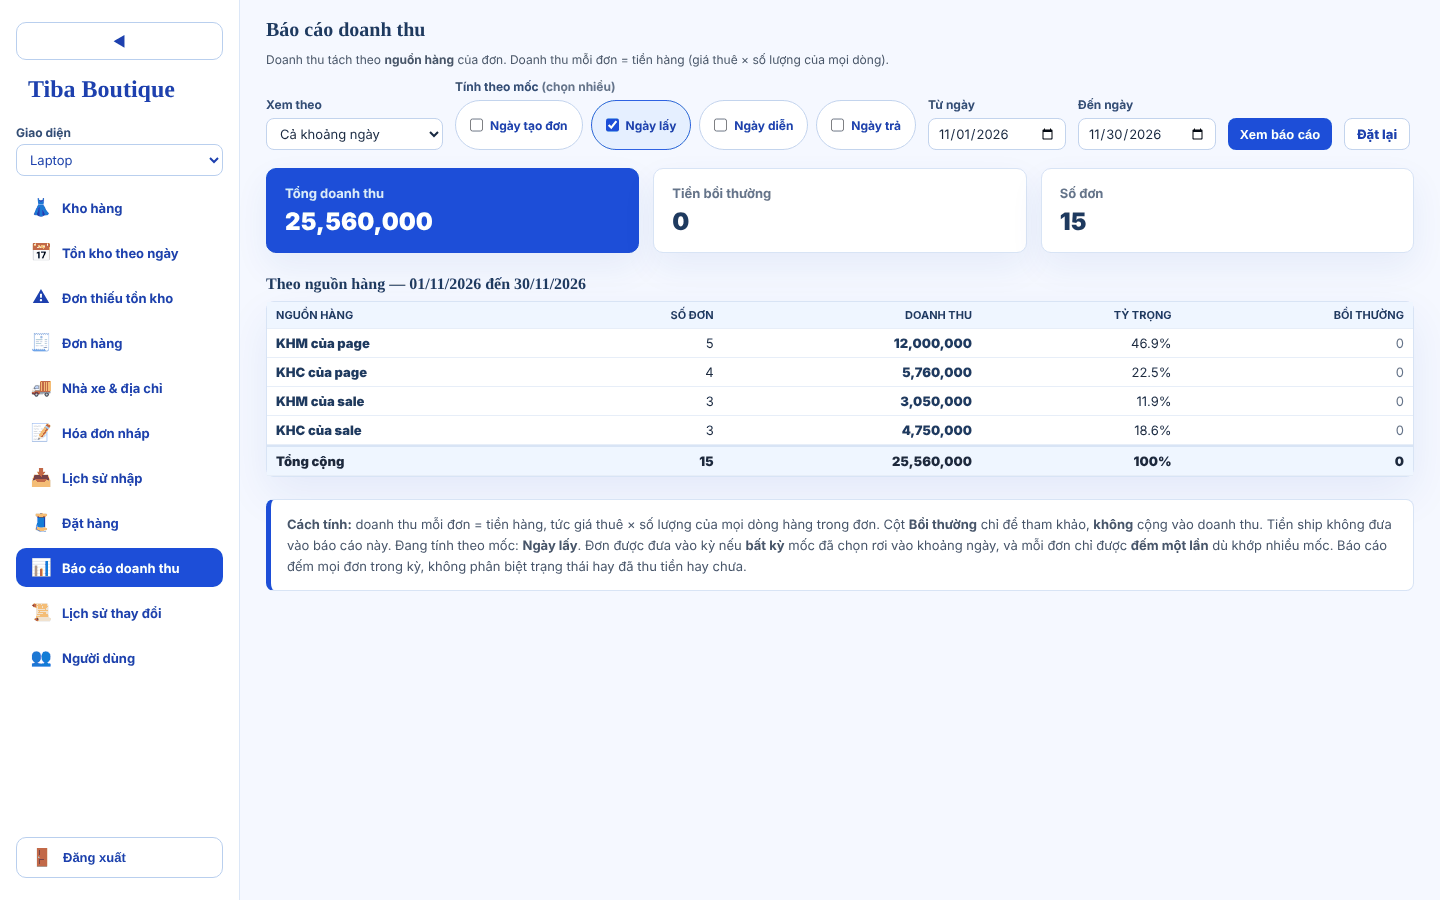 ◀
Tiba Boutique
Giao diện
Laptop
Kho hàng
Tồn kho theo ngày
Đơn thiếu tồn kho
Đơn hàng
Nhà xe & địa chỉ
Hóa đơn nháp
Lịch sử nhập
Đặt hàng
Báo cáo doanh thu
Lịch sử thay đổi
Người dùng
Đăng xuất
Báo cáo doanh thu
Doanh thu tách theo nguồn hàng của đơn. Doanh thu mỗi đơn = tiền hàng (giá thuê × số lượng của mọi dòng).
Xem theo
Cả khoảng ngày
Tính theo mốc (chọn nhiều)
Ngày tạo đơn
Ngày lấy
Ngày diễn
Ngày trả
Từ ngày
11/01/2026
Đến ngày
11/30/2026
Xem báo cáo
Đặt lại
Tổng doanh thu
25,560,000
Tiền bồi thường
0
Số đơn
15
Theo nguồn hàng — 01/11/2026 đến 30/11/2026
NGUỒN HÀNG SỐ ĐƠN DOANH THU TỶ TRỌNG BỒI THƯỜNG
KHM của page 5 12,000,000 46.9% 0
KHC của page 4 5,760,000 22.5% 0
KHM của sale 3 3,050,000 11.9% 0
KHC của sale 3 4,750,000 18.6% 0
Tổng cộng 15 25,560,000 100% 0
Cách tính: doanh thu mỗi đơn = tiền hàng, tức giá thuê × số lượng của mọi dòng hàng trong đơn. Cột Bồi thường chỉ để tham khảo, không cộng vào doanh thu. Tiền ship không đưa
vào báo cáo này. Đang tính theo mốc: Ngày lấy. Đơn được đưa vào kỳ nếu bất kỳ mốc đã chọn rơi vào khoảng ngày, và mỗi đơn chỉ được đếm một lần dù khớp nhiều mốc. Báo cáo
đếm mọi đơn trong kỳ, không phân biệt trạng thái hay đã thu tiền hay chưa.